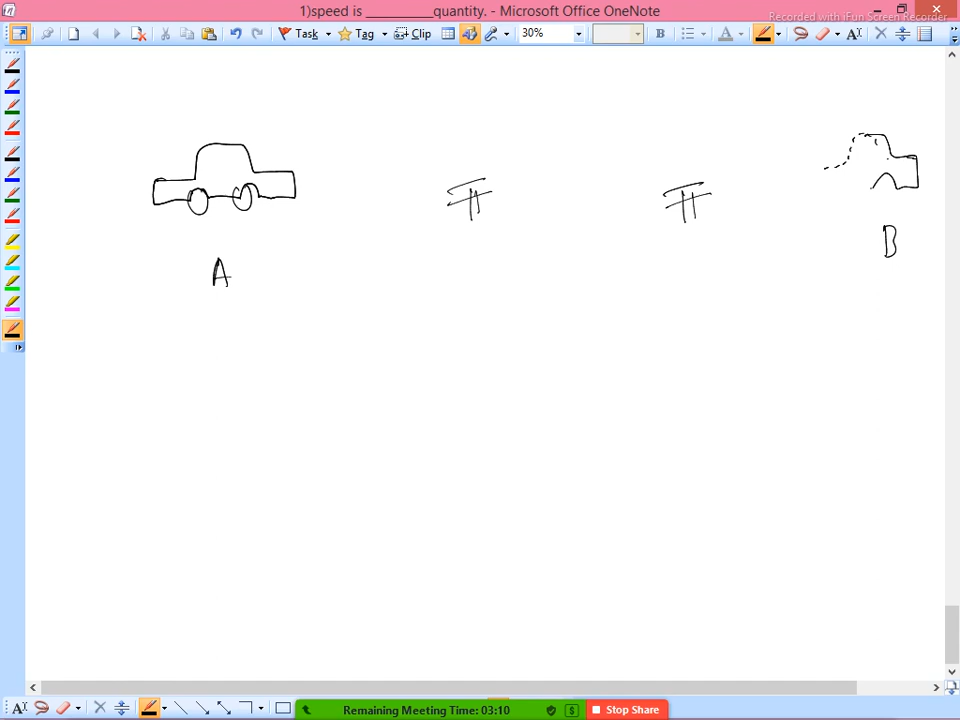 1)speed is __________quantity. - Microsoft Office OneNote
Recorded with iFun Screen Recorder
Task Tag Clip 30% B A
A
B
Remaining Meeting Time: 03:10 $ Stop Share